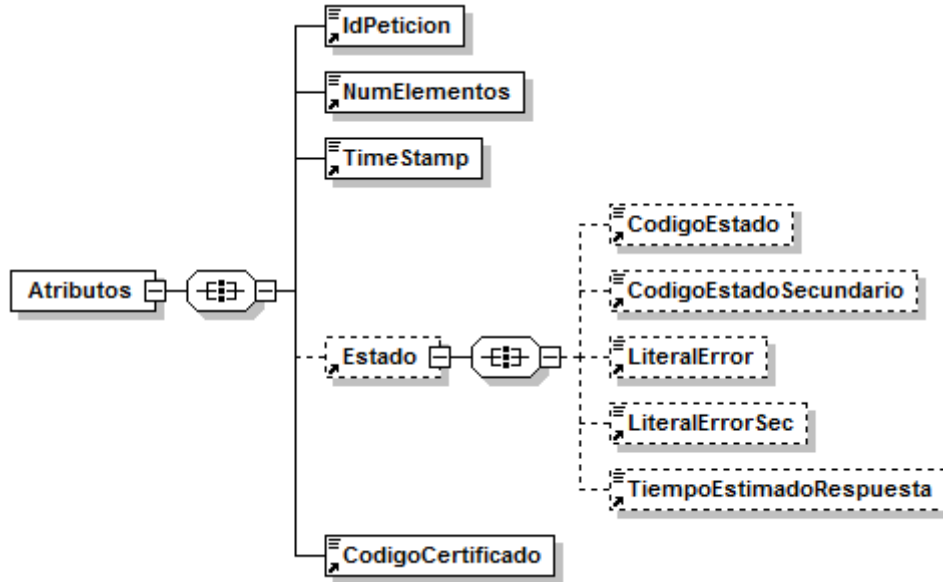 IdPeticion
NumElementos
TimeStamp
CodigoEstado
CodigoEstadoSecundario
Atributos
Estado
LiteralError
LiteralErrorSec
TiempoEstimadoRespuesta
CodigoCertificado